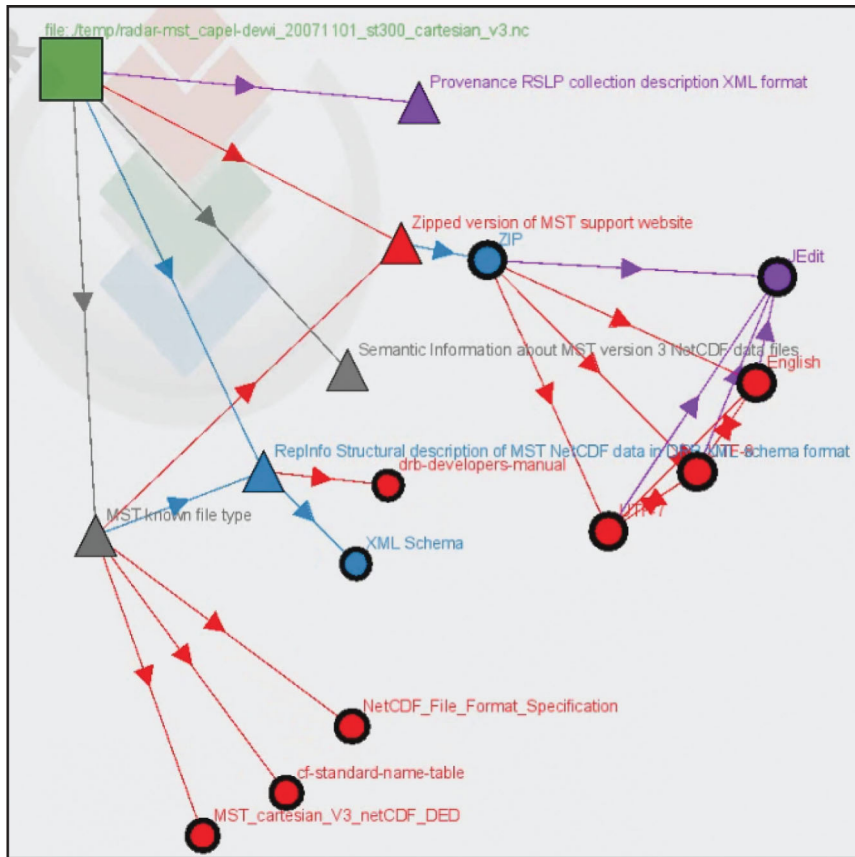 file:./temp/radar-mst_capel-dewi_20071101_st300_cartesian_v3.nc
Provenance RSLP collection description XML format
Zipped version of MST support website
ZIP
JEdit
Semantic Information about MST version 3 NetCDF data files
English
RepInfo Structural description of MST NetCDF data in XML schema format
drb-developers-manual
MST known file type
XML Schema
NetCDF_File_Format_Specification
cf-standard-name-table
MST_cartesian_V3_netCDF_DED